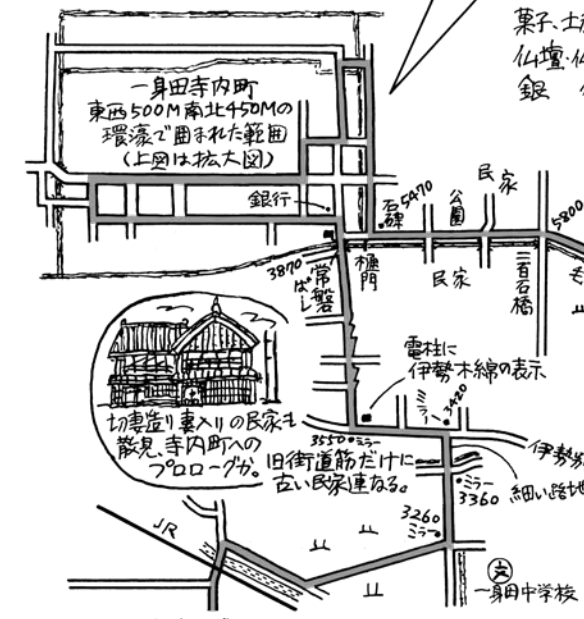 菓子、土
仏壇・仏
銀
一身田寺内町
東西500M南北450Mの
環濠で囲まれた範囲
(上図は拡大図)
銀行
石碑
5470
公園
民家
5800
3870
常磐ばし
樋門
民家
三百石橋
も
電柱に
伊勢木綿の表示
ミラー
3420
切妻造り妻入りの民家も
散見、寺内町への
プロローグか。
3550
ミラー
旧街道筋だけに
古い民家連なる。
伊勢
ミラー
3360
細い路地
3260
ミラー
JR
文
一身田中学校